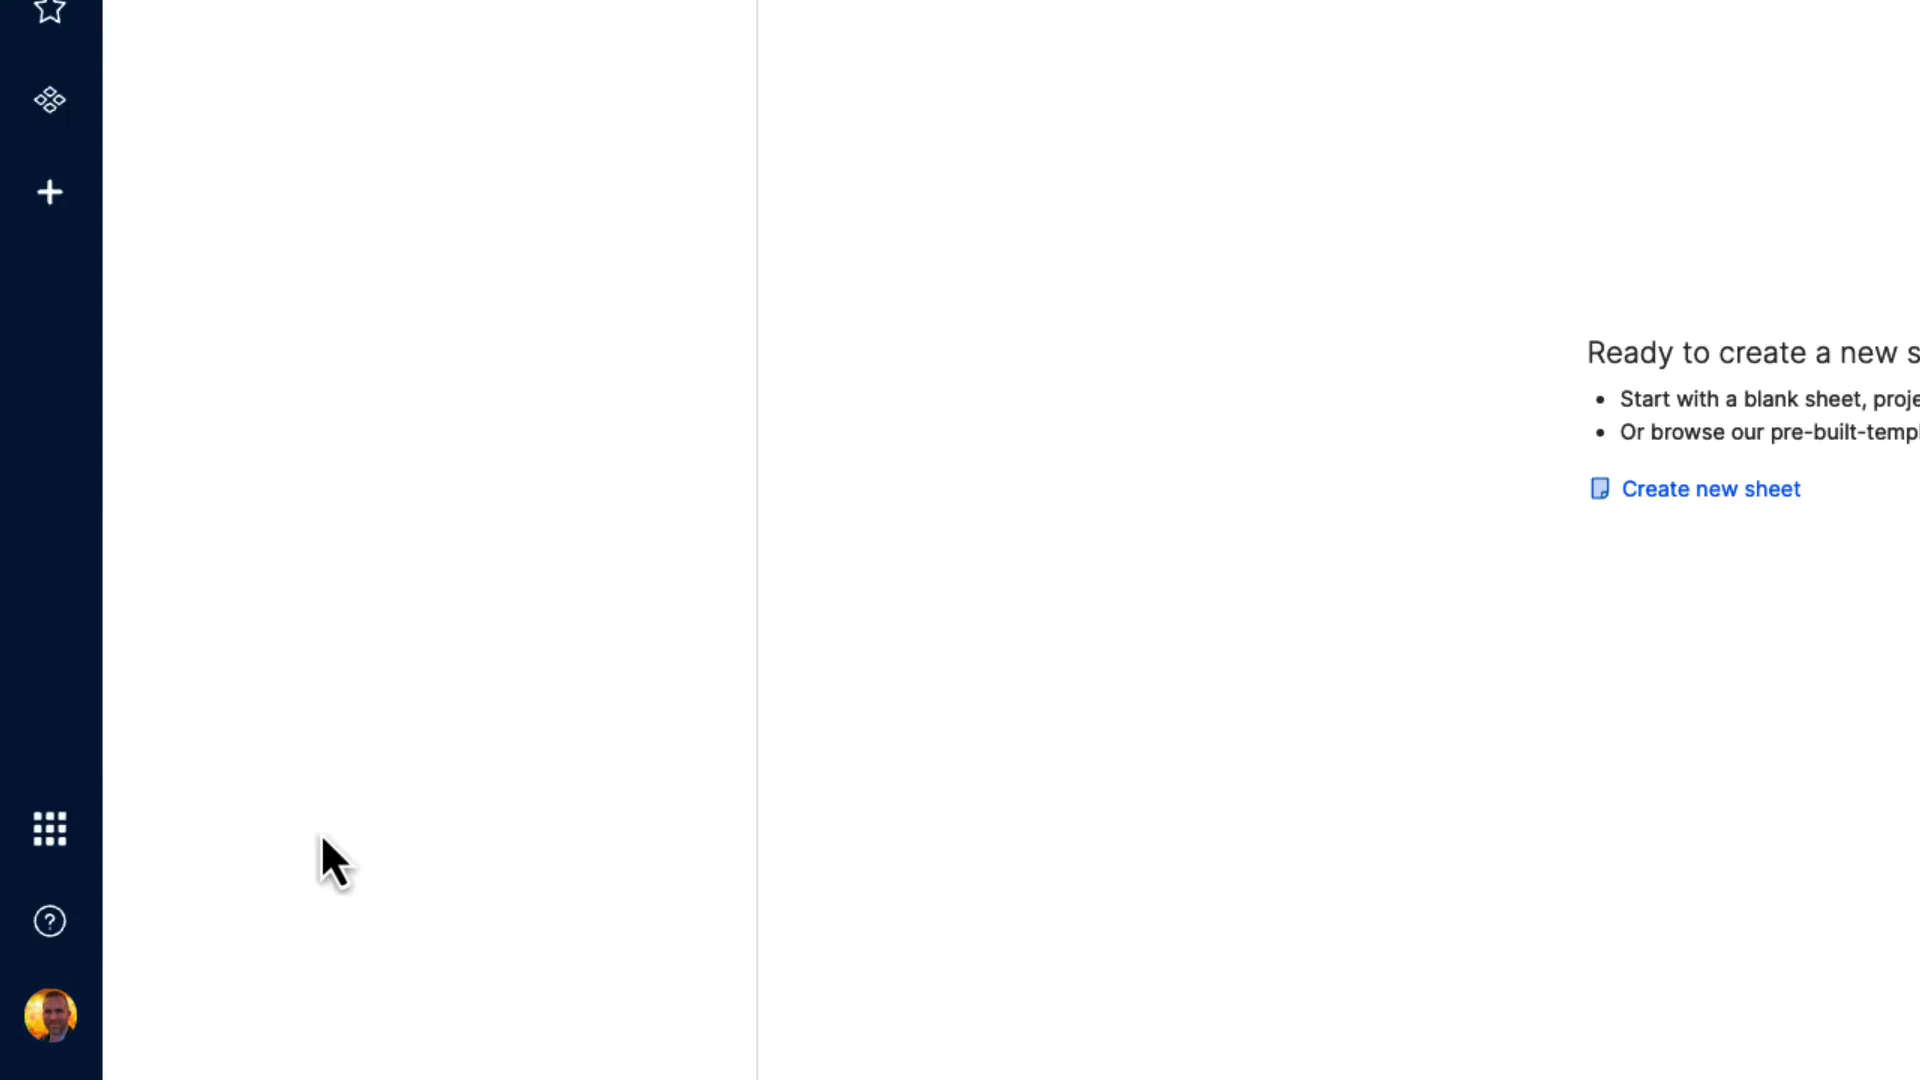 Ready to create a new s
Start with a blank sheet, proje
Or browse our pre-built-templ
Create new sheet